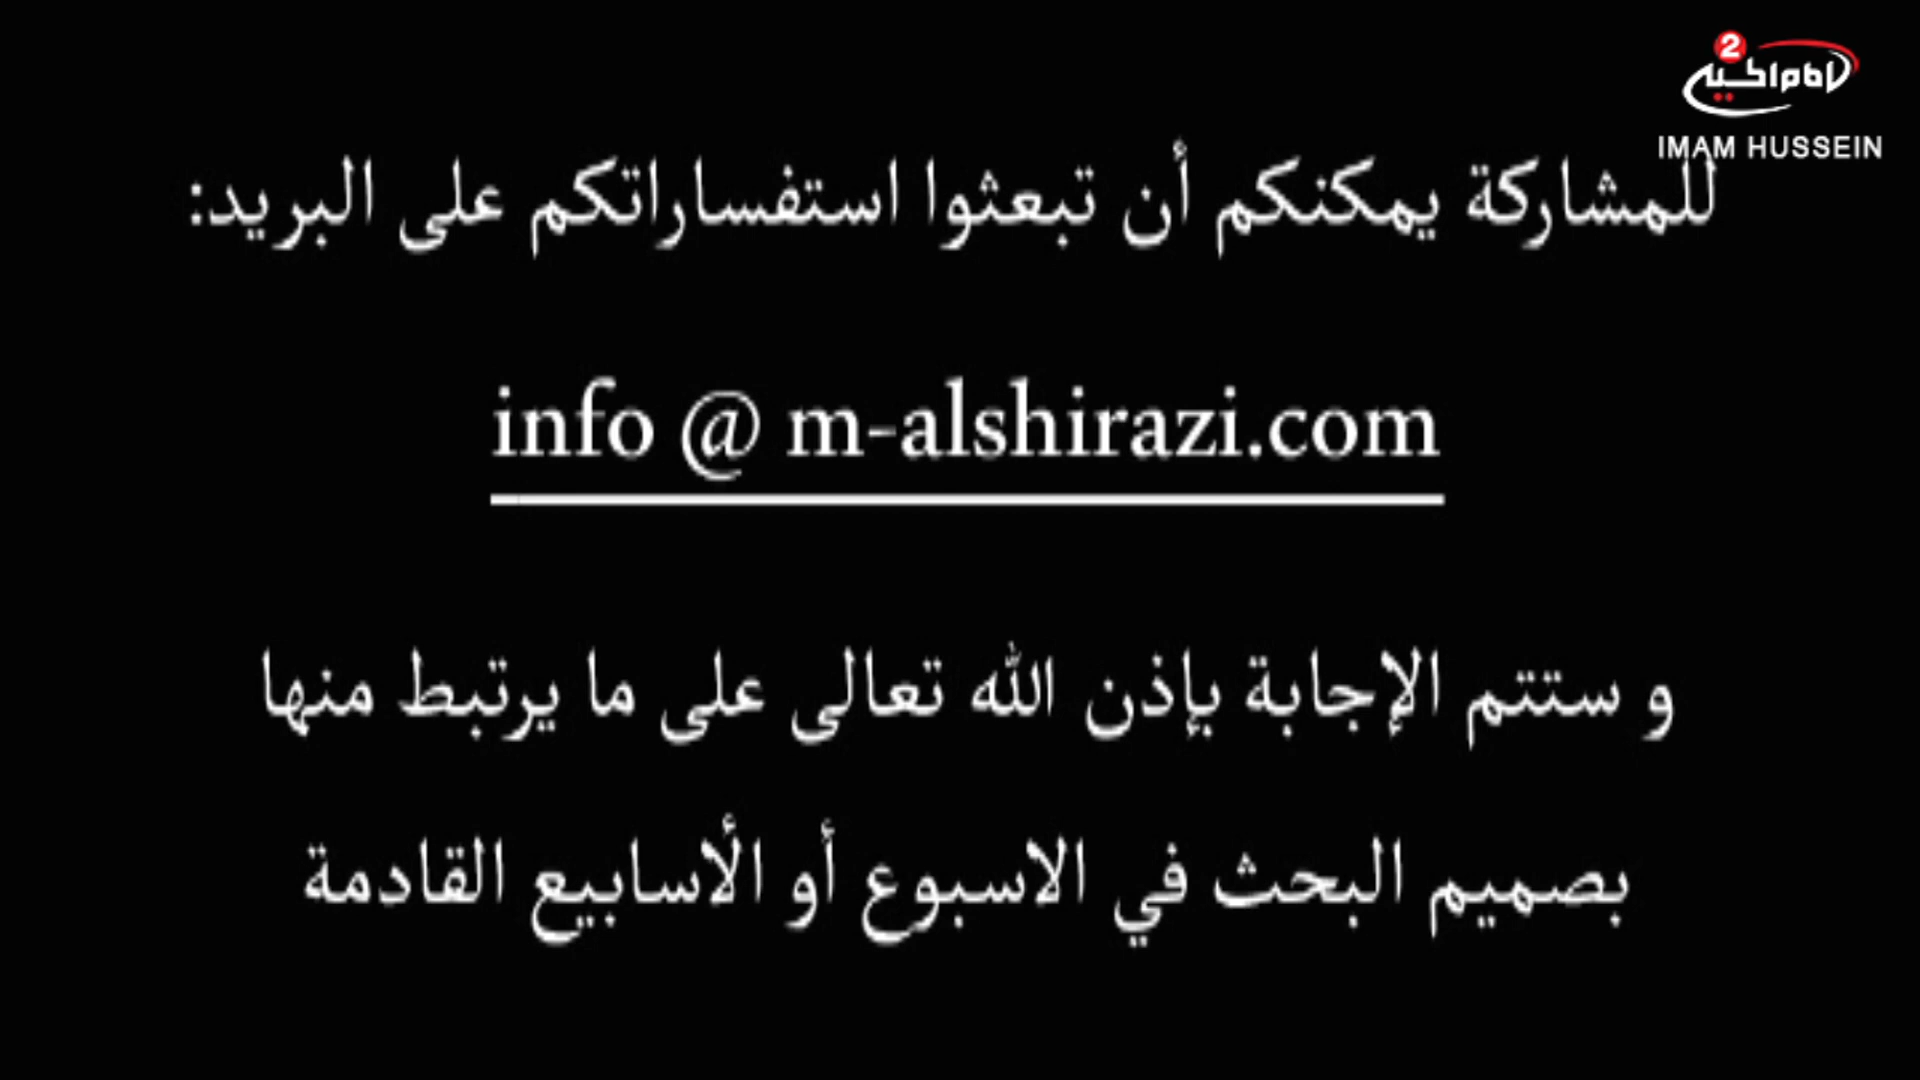 2
IMAM HUSSEIN
للمشاركة يمكنكم أن تبعثوا استفساراتكم على البريد:
info @ m-alshirazi.com
و ستتم الإجابة بإذن الله تعالى على ما يرتبط منها
بصميم البحث في الاسبوع أو الأسابيع القادمة